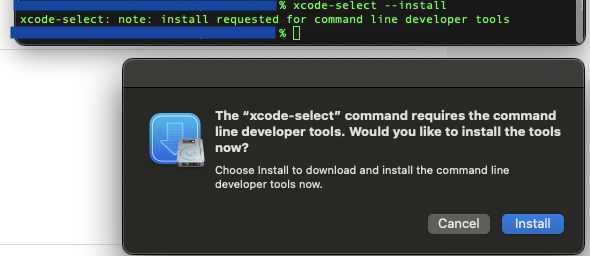 % xcode-select --install
xcode-select: note: install requested for command line developer tools
%
The “xcode-select” command requires the command
line developer tools. Would you like to install the tools
now?
Choose Install to download and install the command line
developer tools now.
Cancel Install